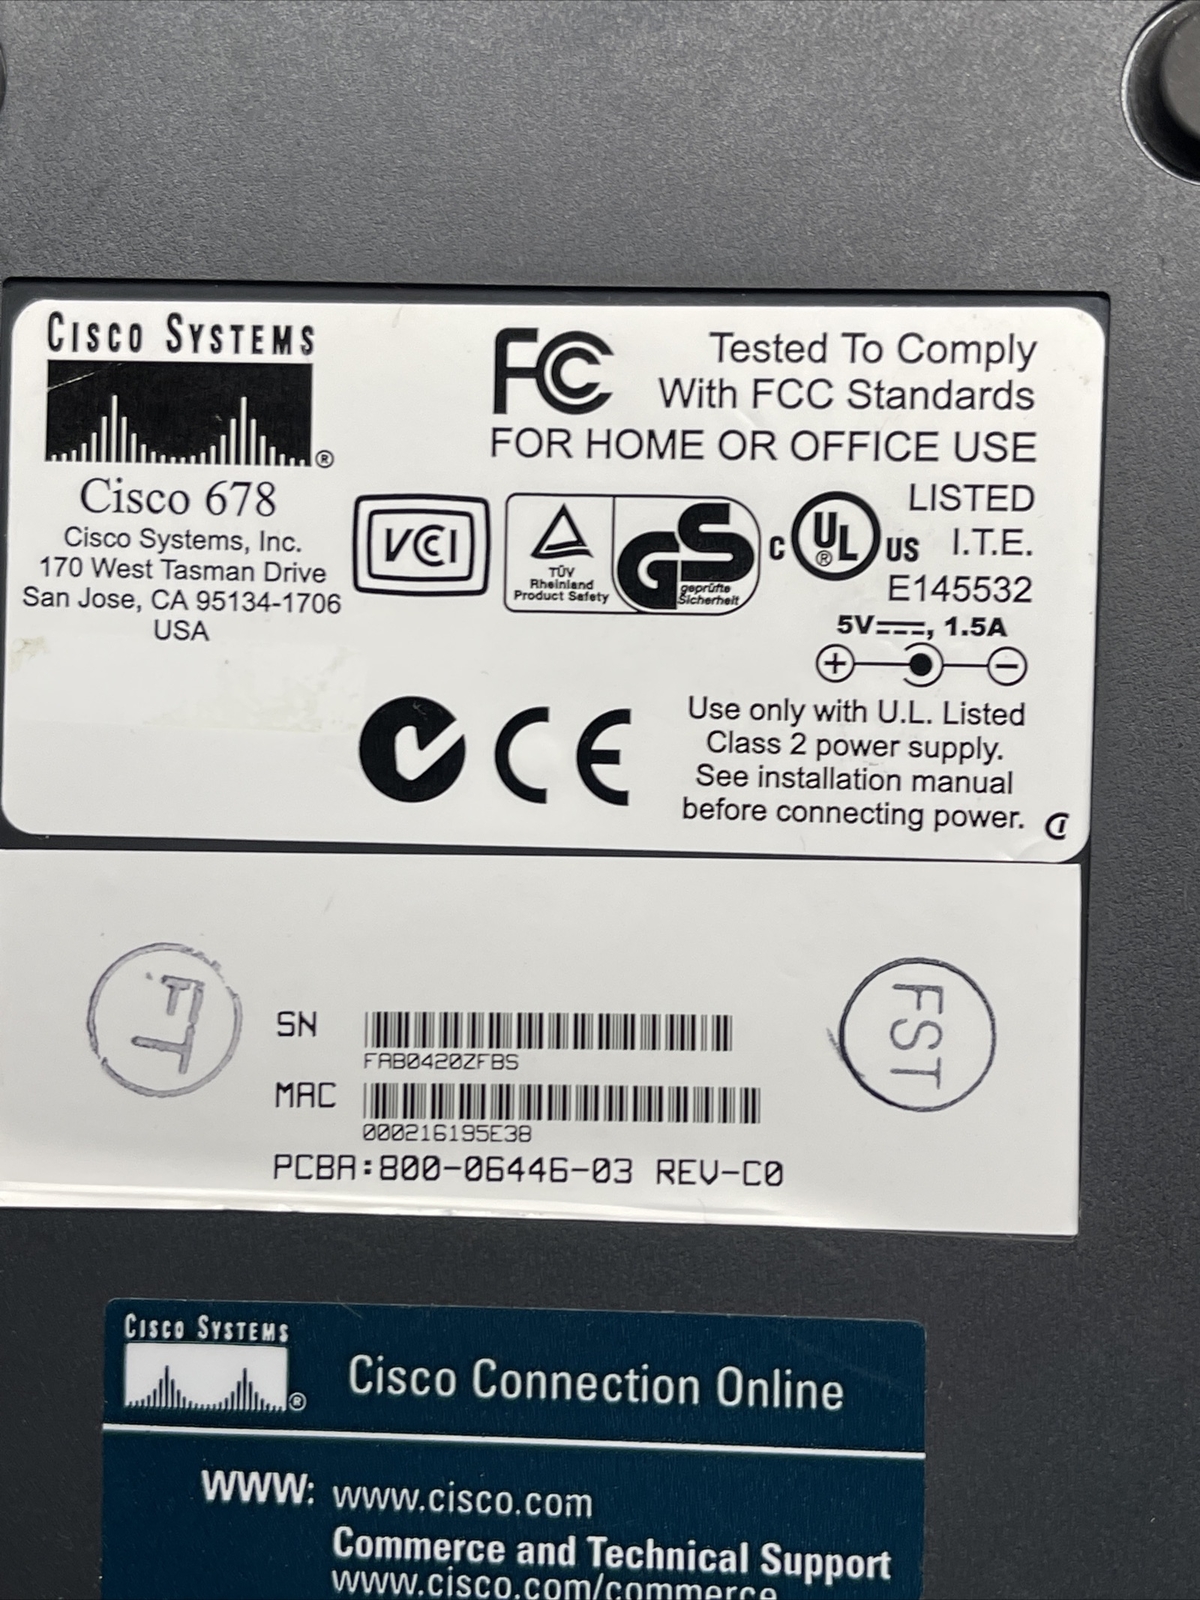 CISCO SYSTEMS
®
Cisco 678
Cisco Systems, Inc.
170 West Tasman Drive
San Jose, CA 95134-1706
USA
FC
Tested To Comply
With FCC Standards
FOR HOME OR OFFICE USE
VCI
TÜV
Rheinland
Product Safety
GS
geprüfte
Sicherheit
C UL ® US
LISTED
I.T.E.
E145532
5V⎓, 1.5A
+ −
CE
Use only with U.L. Listed
Class 2 power supply.
See installation manual
before connecting power.
SN
FAB0420ZFBS
MAC
000216195E38
PCBA:800-06446-03 REV-C0
FST
CISCO SYSTEMS
®
Cisco Connection Online
WWW: www.cisco.com
Commerce and Technical Support
www.cisco.com/commerce